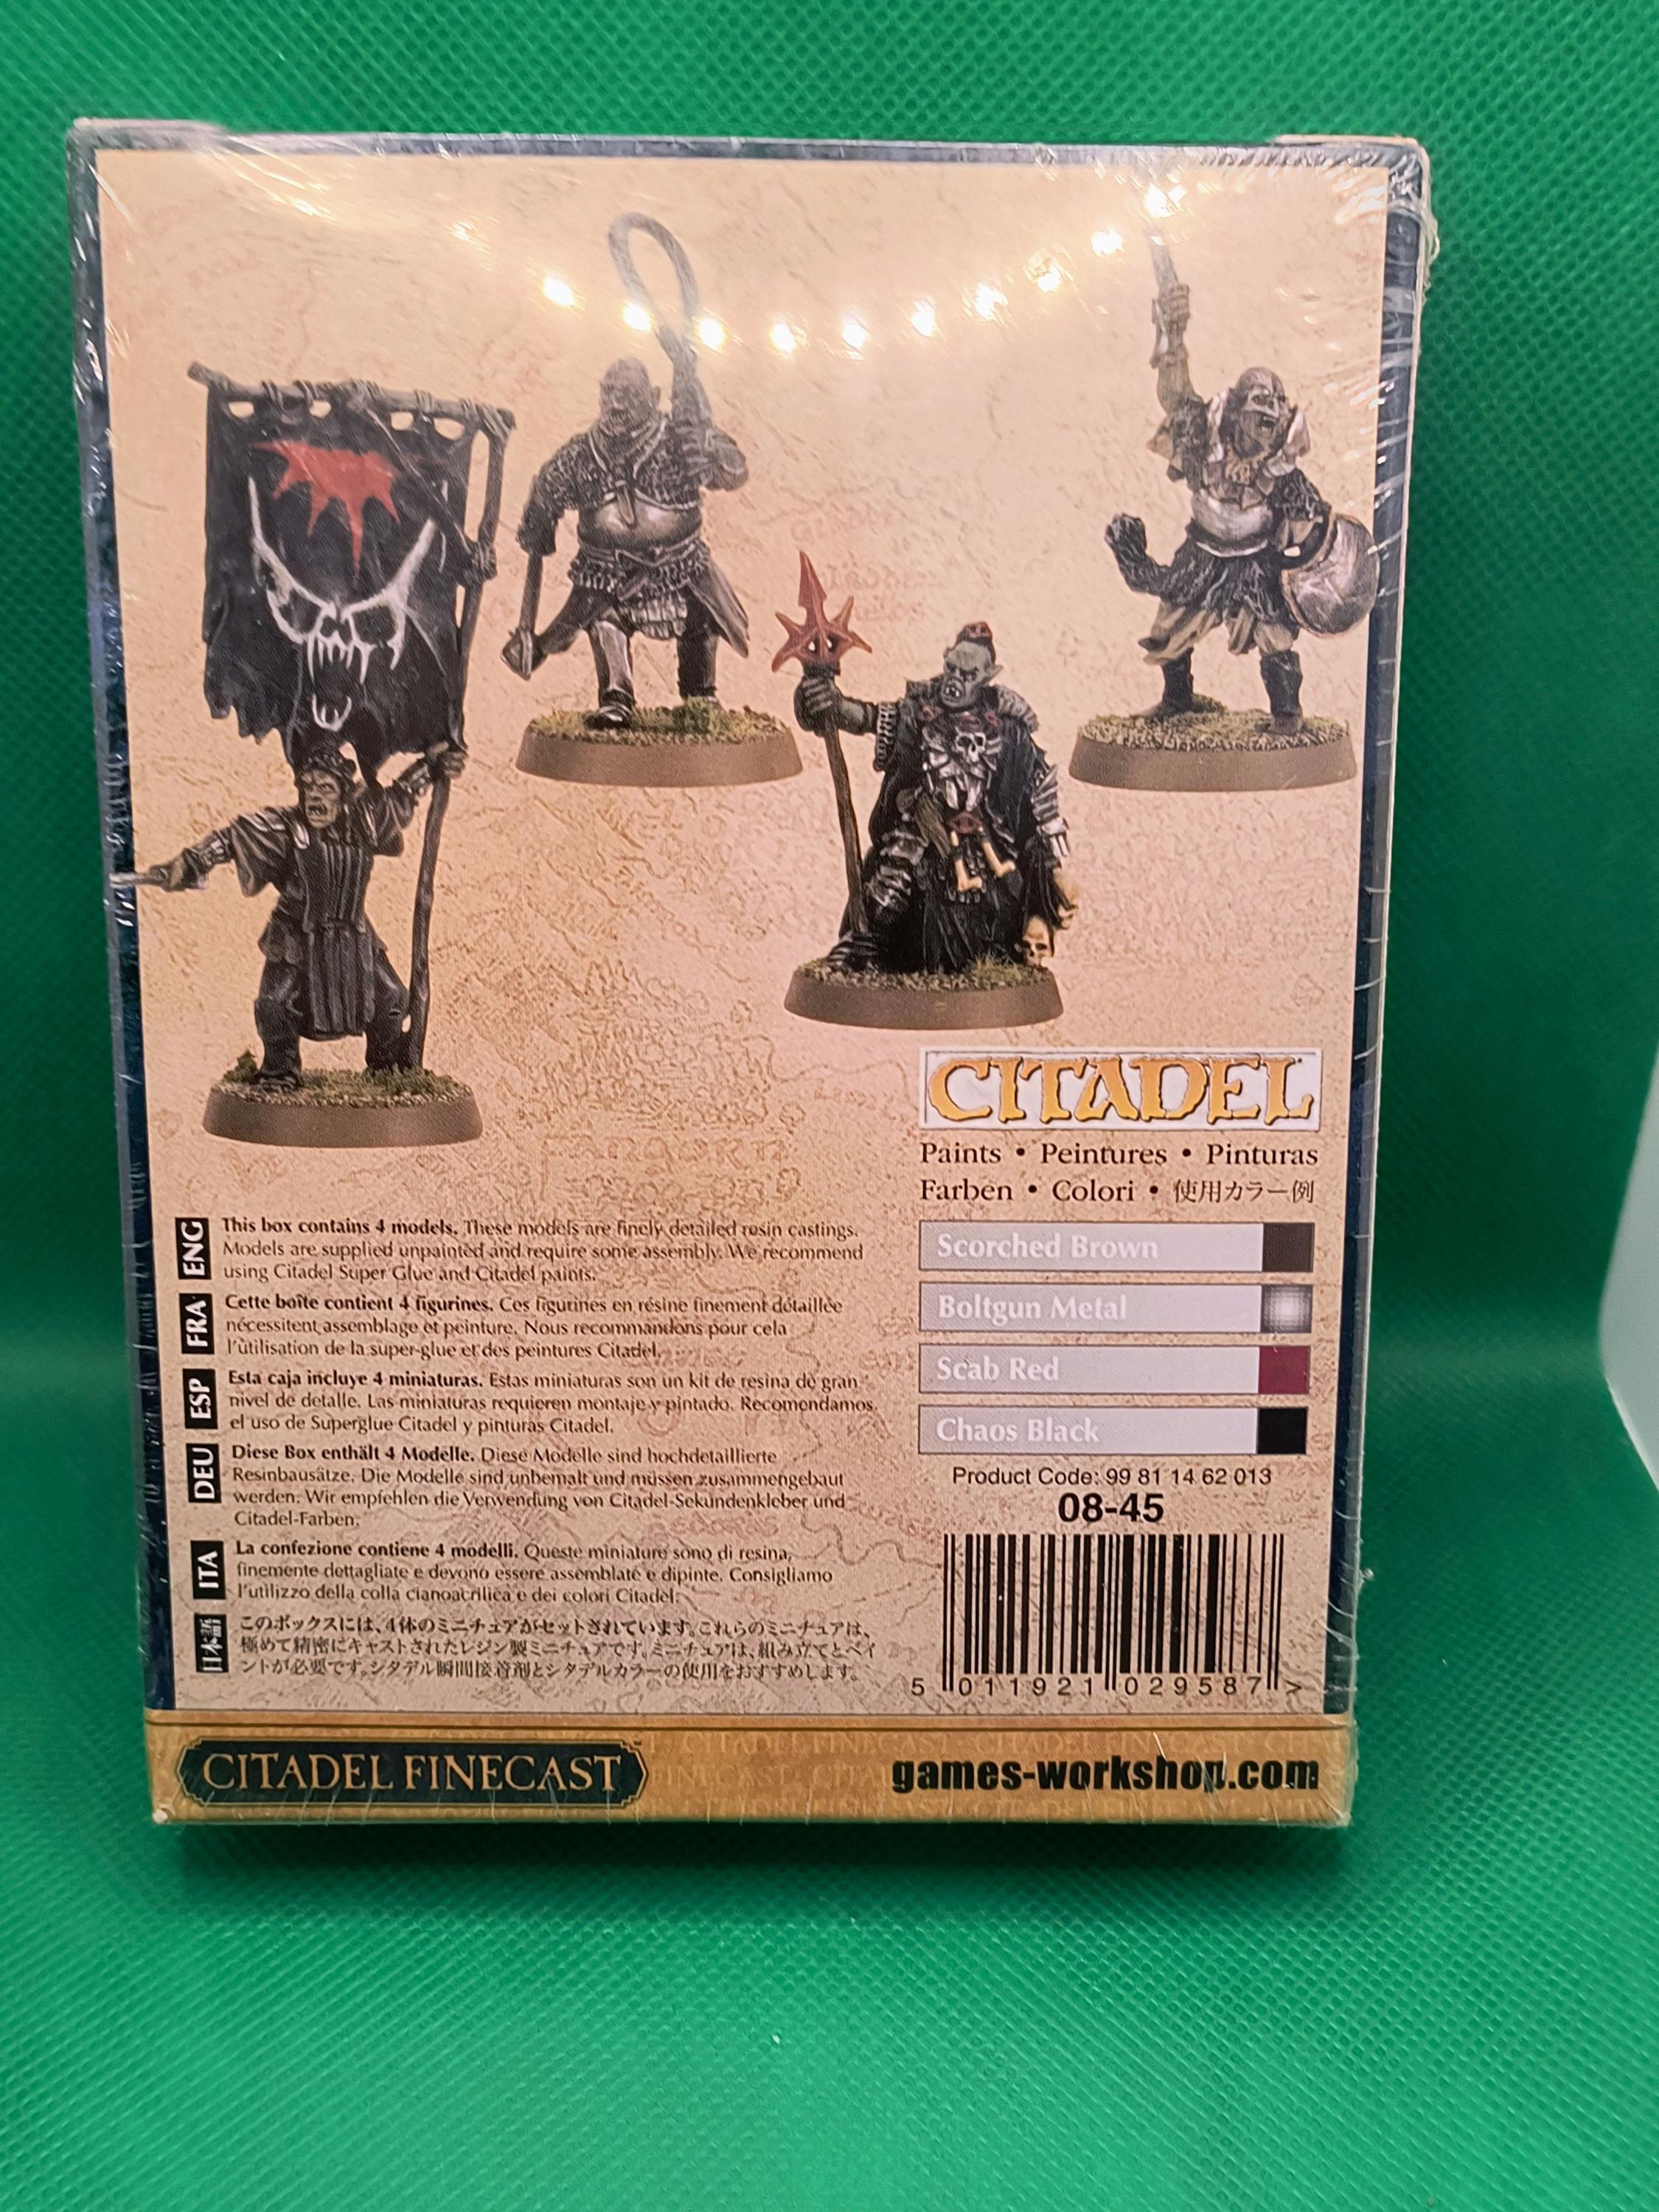 CITADEL
Paints • Peintures • Pinturas
Farben • Colori • 使用カラー例
Scorched Brown
Boltgun Metal
Scab Red
Chaos Black
Product Code: 99 81 14 62 013
08-45
5 011921 029587 >
ENG
This box contains 4 models. These models are finely detailed resin castings.
Models are supplied unpainted and require some assembly. We recommend
using Citadel Super Glue and Citadel paints.
FRA
Cette boîte contient 4 figurines. Ces figurines en résine finement détaillée
nécessitent assemblage et peinture. Nous recommandons pour cela
l'utilisation de la super-glue et des peintures Citadel.
ESP
Esta caja incluye 4 miniaturas. Estas miniaturas son un kit de resina de gran
nivel de detalle. Las miniaturas requieren montaje y pintado. Recomendamos
el uso de Superglue Citadel y pinturas Citadel.
DEU
Diese Box enthält 4 Modelle. Diese Modelle sind hochdetaillierte
Resinbausätze. Die Modelle sind unbemalt und müssen zusammengebaut
werden. Wir empfehlen die Verwendung von Citadel-Sekundenkleber und
Citadel-Farben.
ITA
La confezione contiene 4 modelli. Queste miniature sono di resina,
finemente dettagliate e devono essere assemblate e dipinte. Consigliamo
l'utilizzo della colla cianoacrilica e dei colori Citadel.
日本語
このボックスには、4体のミニチュアがセットされています。これらのミニチュアは、
極めて精密にキャストされたレジン製ミニチュアです。ミニチュアは、組み立てとペイ
ントが必要です。シタデル瞬間接着剤とシタデルカラーの使用をおすすめします。
CITADEL FINECAST
games-workshop.com